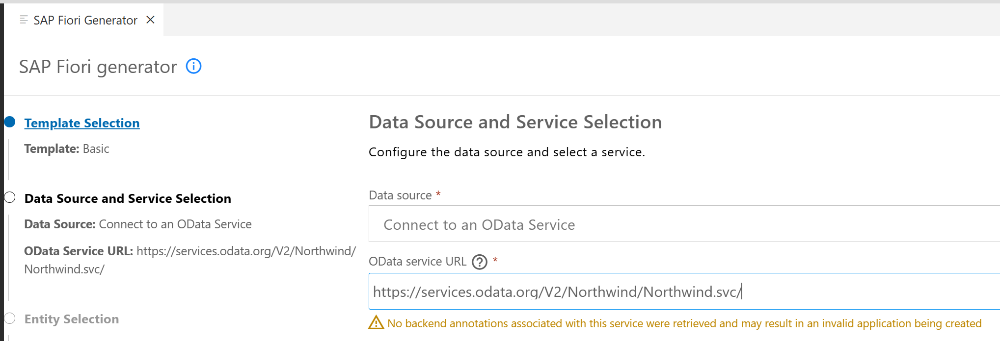 SAP Fiori Generator
SAP Fiori generator
Template Selection
Template: Basic
Data Source and Service Selection
Data Source: Connect to an OData Service
OData Service URL: https://services.odata.org/V2/Northwind/
Northwind.svc/
Entity Selection
Data Source and Service Selection
Configure the data source and select a service.
Data source *
Connect to an OData Service
OData service URL ? *
https://services.odata.org/V2/Northwind/Northwind.svc/
No backend annotations associated with this service were retrieved and may result in an invalid application being created